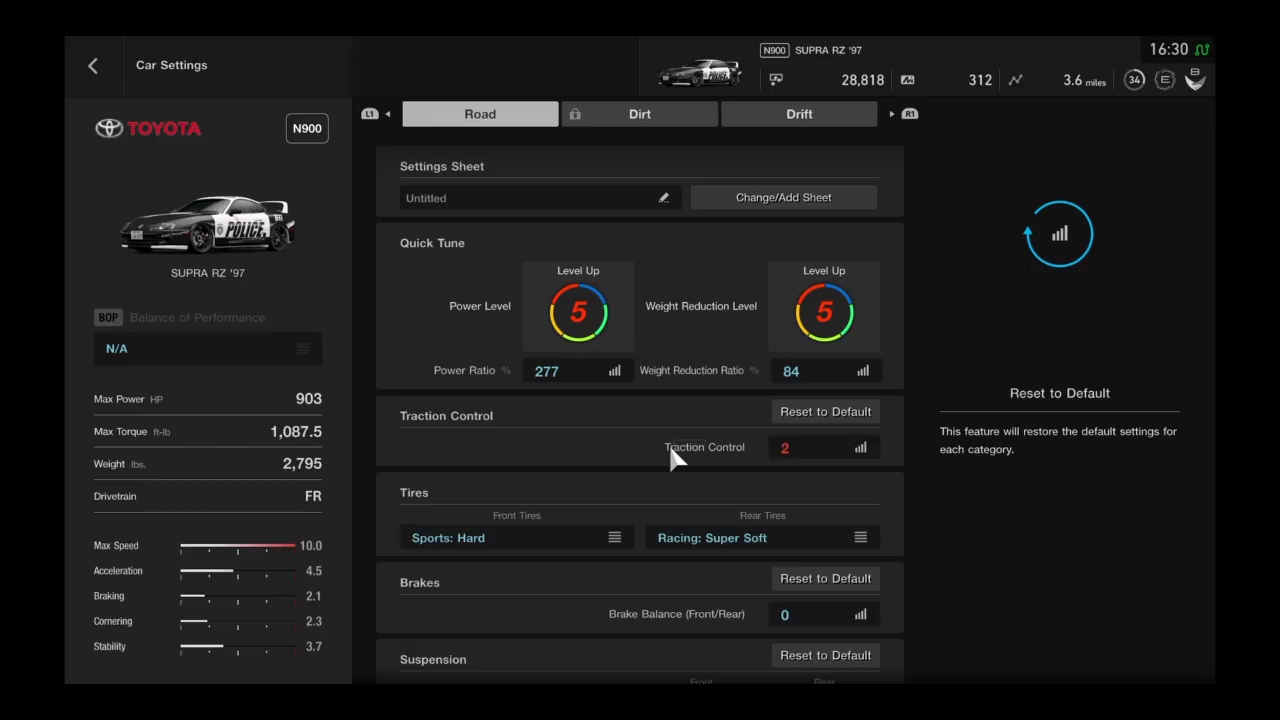 Car Settings
N900 SUPRA RZ '97
16:30
28,818 312 3.6 miles 34 E B
TOYOTA N900
POLICE
SUPRA RZ '97
BOP Balance of Performance
N/A
Max Power HP 903
Max Torque ft-lb 1,087.5
Weight lbs. 2,795
Drivetrain FR
Max Speed 10.0
Acceleration 4.5
Braking 2.1
Cornering 2.3
Stability 3.7
L1 Road Dirt Drift R1
Settings Sheet
Untitled Change/Add Sheet
Quick Tune
Level Up Level Up
Power Level 5 Weight Reduction Level 5
Power Ratio % 277 Weight Reduction Ratio % 84
Traction Control Reset to Default
Traction Control 2
Tires
Front Tires Rear Tires
Sports: Hard Racing: Super Soft
Brakes Reset to Default
Brake Balance (Front/Rear) 0
Suspension Reset to Default
Front Rear
Reset to Default
This feature will restore the default settings for
each category.